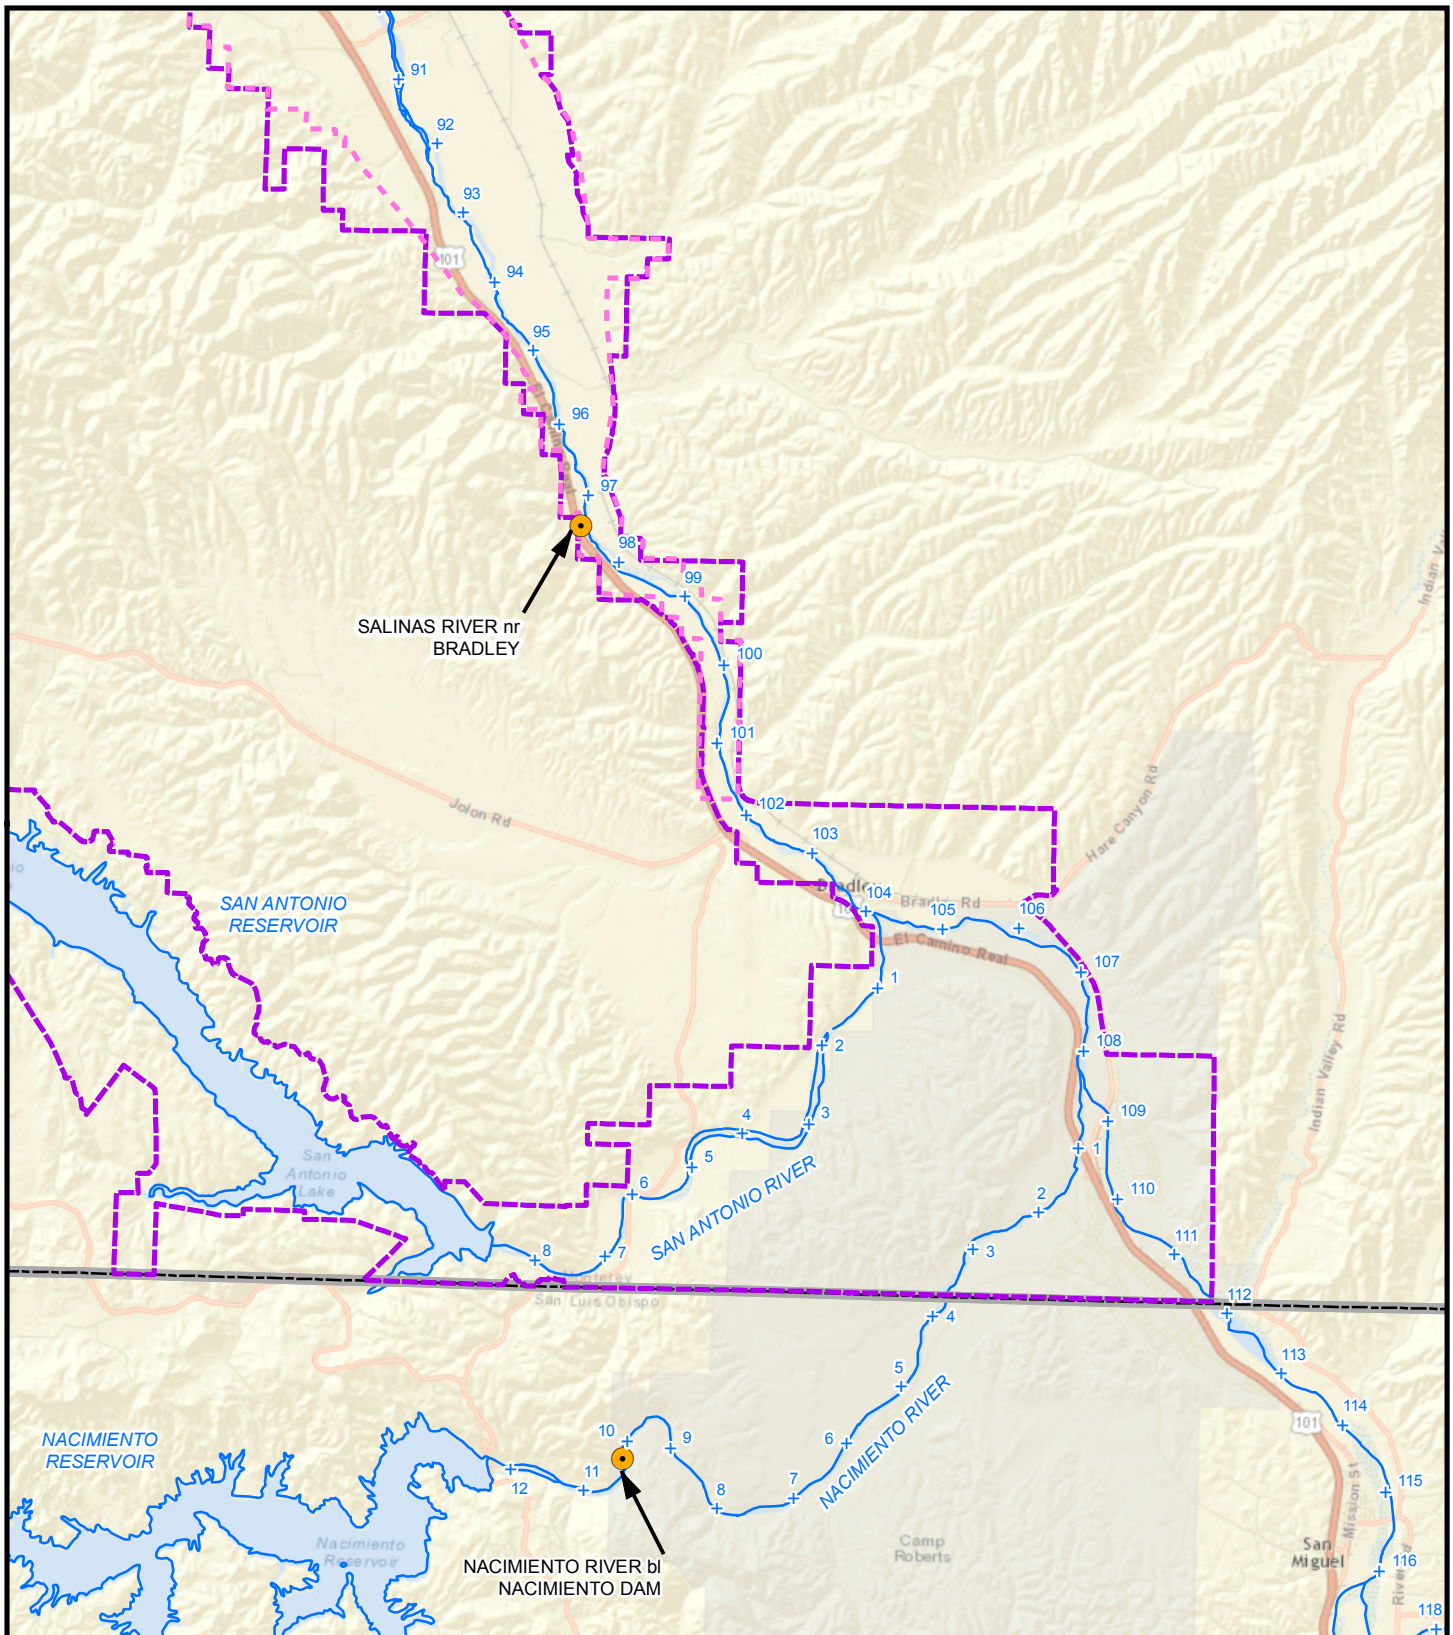 91
92
93
101
94
95
El Camino Real
96
97
98
99
SALINAS RIVER nr
BRADLEY
100
101
Jolon Rd
102
Hare Canyon Rd
103
Bradley
104
Bradley Rd
105
106
El Camino Real
107
SAN ANTONIO
RESERVOIR
1
2
108
Indian Valley Rd
109
3
4
1
5
San
Antonio
Lake
6
SAN ANTONIO RIVER
2
110
3
111
7
8
Monterey
San Luis Obispo
112
4
113
5
NACIMIENTO RIVER
114
101
NACIMIENTO
RESERVOIR
10
9
6
11
12
7
8
115
Mission St
Nacimiento
Reservoir
NACIMIENTO RIVER bl
NACIMIENTO DAM
Camp
Roberts
San
Miguel
116
118